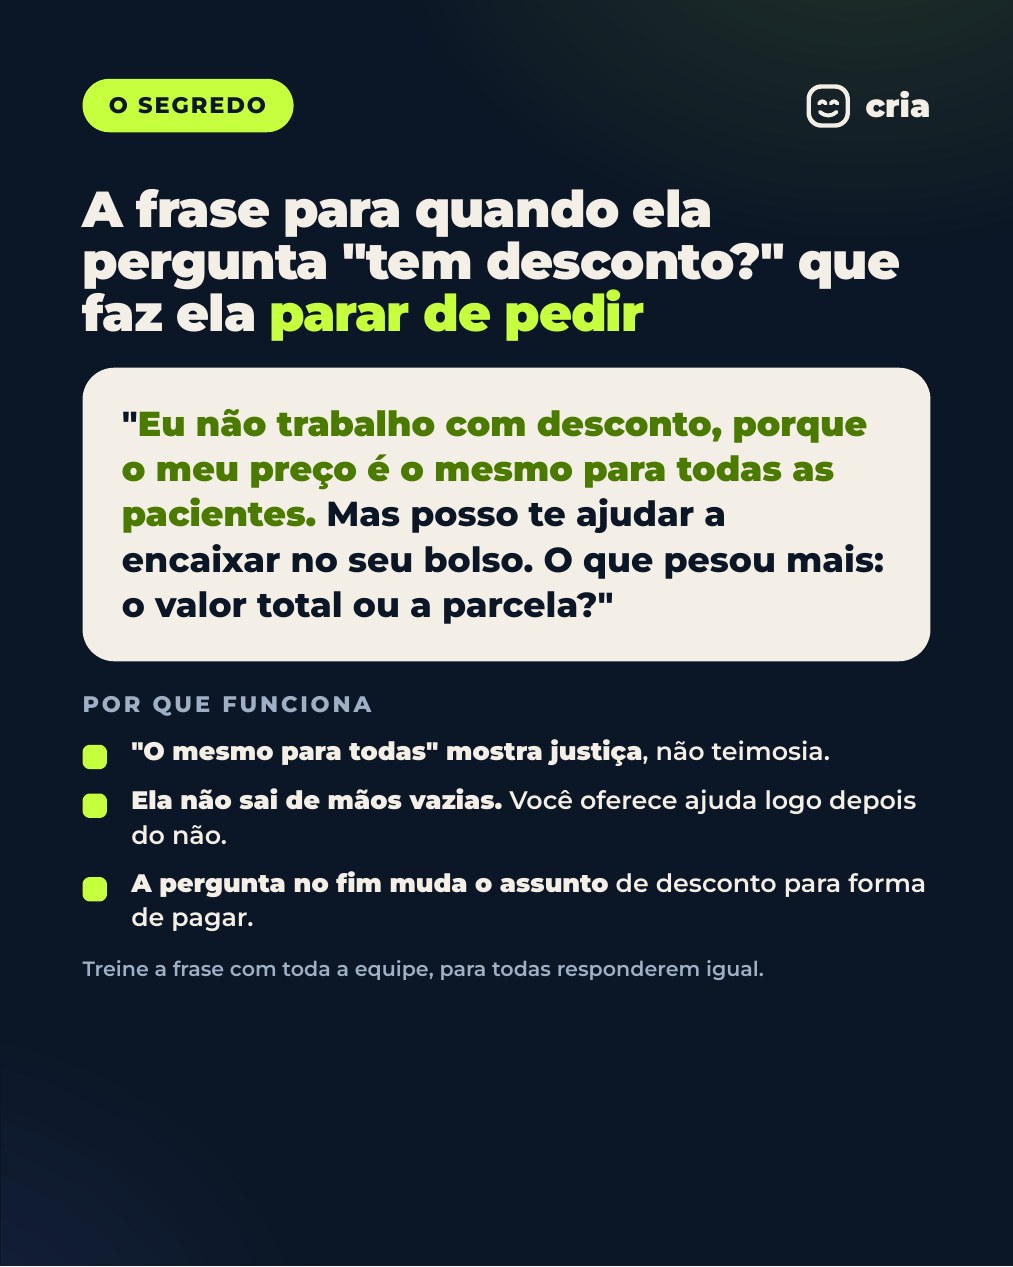 O SEGREDO
cria
A frase para quando ela
pergunta "tem desconto?" que
faz ela parar de pedir
"Eu não trabalho com desconto, porque
o meu preço é o mesmo para todas as
pacientes. Mas posso te ajudar a
encaixar no seu bolso. O que pesou mais:
o valor total ou a parcela?"
POR QUE FUNCIONA
"O mesmo para todas" mostra justiça, não teimosia.
Ela não sai de mãos vazias. Você oferece ajuda logo depois
do não.
A pergunta no fim muda o assunto de desconto para forma
de pagar.
Treine a frase com toda a equipe, para todas responderem igual.